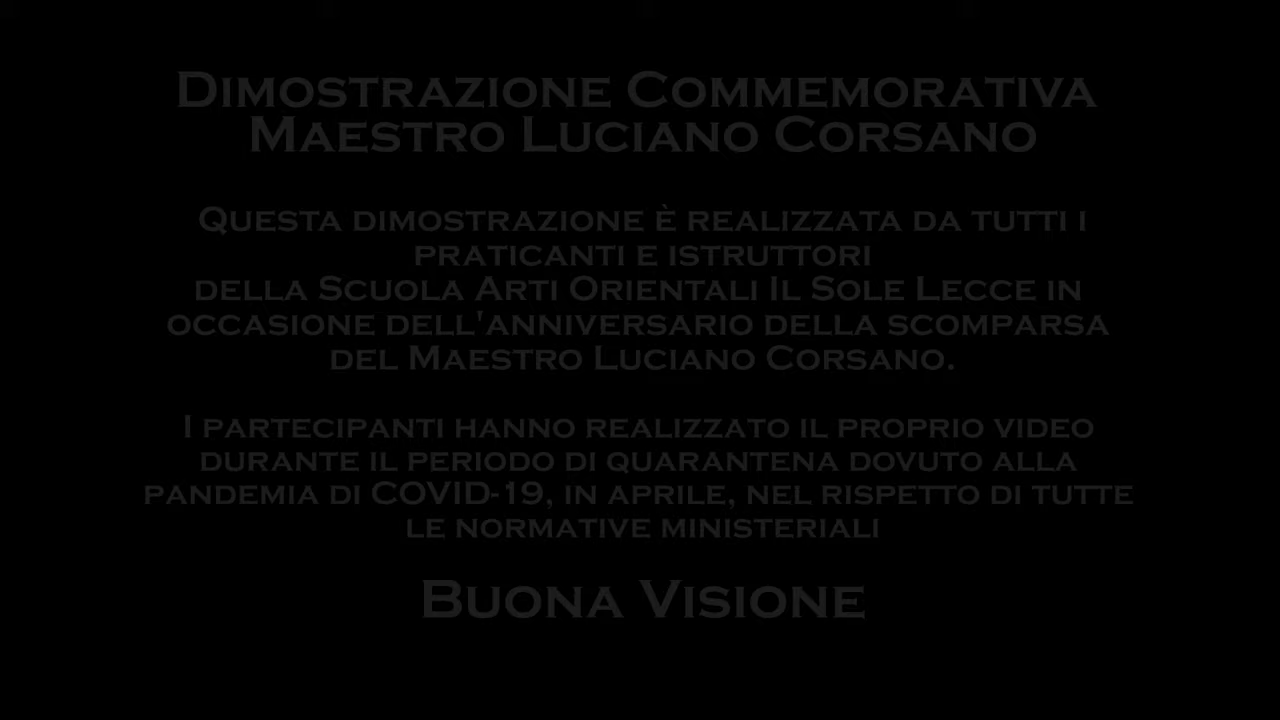 Dimostrazione Commemorativa
Maestro Luciano Corsano
Questa dimostrazione è realizzata da tutti i
praticanti e istruttori
della Scuola Arti Orientali Il Sole Lecce in
occasione dell'anniversario della scomparsa
del Maestro Luciano Corsano.
I partecipanti hanno realizzato il proprio video
durante il periodo di quarantena dovuto alla
pandemia di COVID-19, in aprile, nel rispetto di tutte
le normative ministeriali
Buona Visione